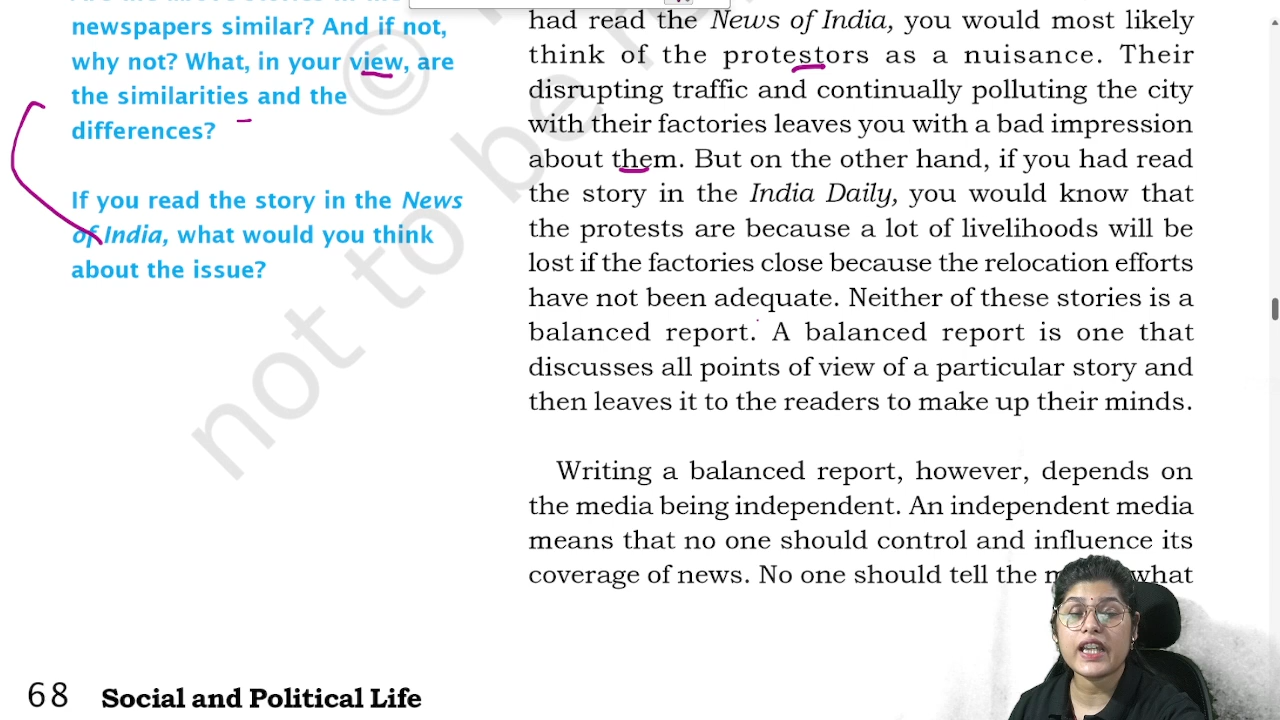 newspapers similar? And if not,
why not? What, in your view, are
the similarities and the
differences?
If you read the story in the News
of India, what would you think
about the issue?
had read the News of India, you would most likely
think of the protestors as a nuisance. Their
disrupting traffic and continually polluting the city
with their factories leaves you with a bad impression
about them. But on the other hand, if you had read
the story in the India Daily, you would know that
the protests are because a lot of livelihoods will be
lost if the factories close because the relocation efforts
have not been adequate. Neither of these stories is a
balanced report. A balanced report is one that
discusses all points of view of a particular story and
then leaves it to the readers to make up their minds.
Writing a balanced report, however, depends on
the media being independent. An independent media
means that no one should control and influence its
coverage of news. No one should tell the what
© not to be
68 Social and Political Life